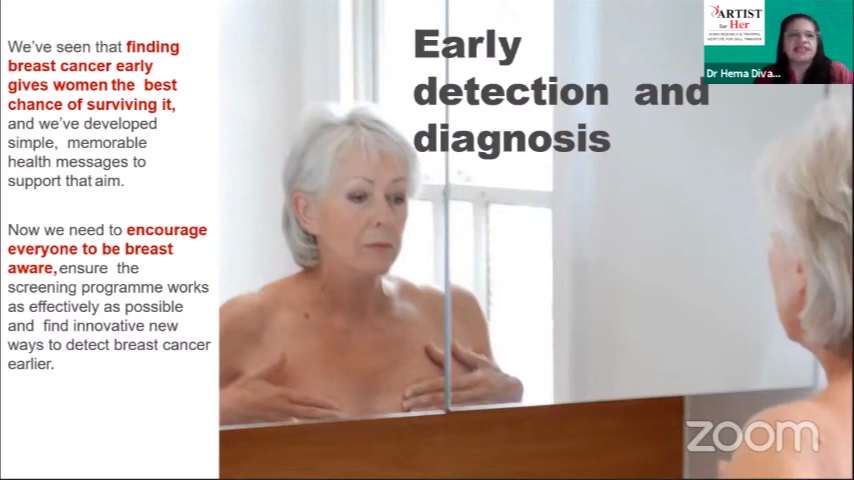 We've seen that finding
breast cancer early
gives women the best
chance of surviving it,
and we've developed
simple, memorable
health messages to
support that aim.
Now we need to encourage
everyone to be breast
aware, ensure the
screening programme works
as effectively as possible
and find innovative new
ways to detect breast cancer
earlier.
Early
detection and
diagnosis
ARTIST
for Her
Dr Hema Diva...
zoom